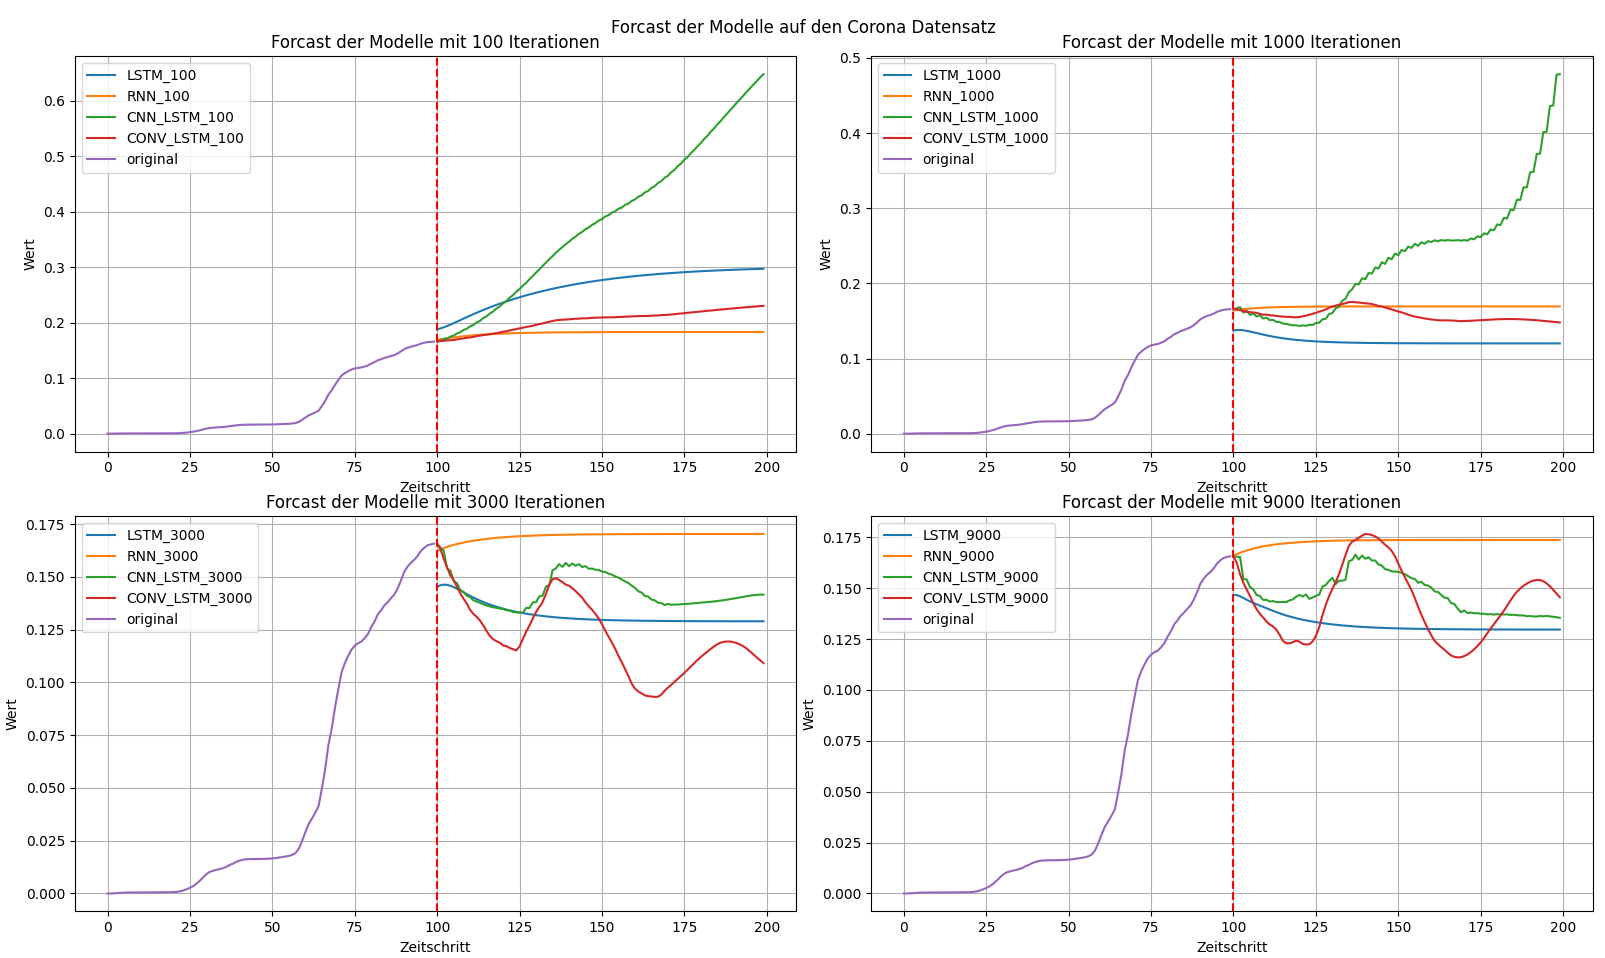 Forcast der Modelle auf den Corona Datensatz
Forcast der Modelle mit 100 Iterationen
LSTM_100
RNN_100
CNN_LSTM_100
CONV_LSTM_100
original
Wert
0.6
0.5
0.4
0.3
0.2
0.1
0.0
0 25 50 75 100 125 150 175 200
Zeitschritt
Forcast der Modelle mit 1000 Iterationen
LSTM_1000
RNN_1000
CNN_LSTM_1000
CONV_LSTM_1000
original
Wert
0.5
0.4
0.3
0.2
0.1
0.0
0 25 50 75 100 125 150 175 200
Zeitschritt
Forcast der Modelle mit 3000 Iterationen
LSTM_3000
RNN_3000
CNN_LSTM_3000
CONV_LSTM_3000
original
Wert
0.175
0.150
0.125
0.100
0.075
0.050
0.025
0.000
0 25 50 75 100 125 150 175 200
Zeitschritt
Forcast der Modelle mit 9000 Iterationen
LSTM_9000
RNN_9000
CNN_LSTM_9000
CONV_LSTM_9000
original
Wert
0.175
0.150
0.125
0.100
0.075
0.050
0.025
0.000
0 25 50 75 100 125 150 175 200
Zeitschritt